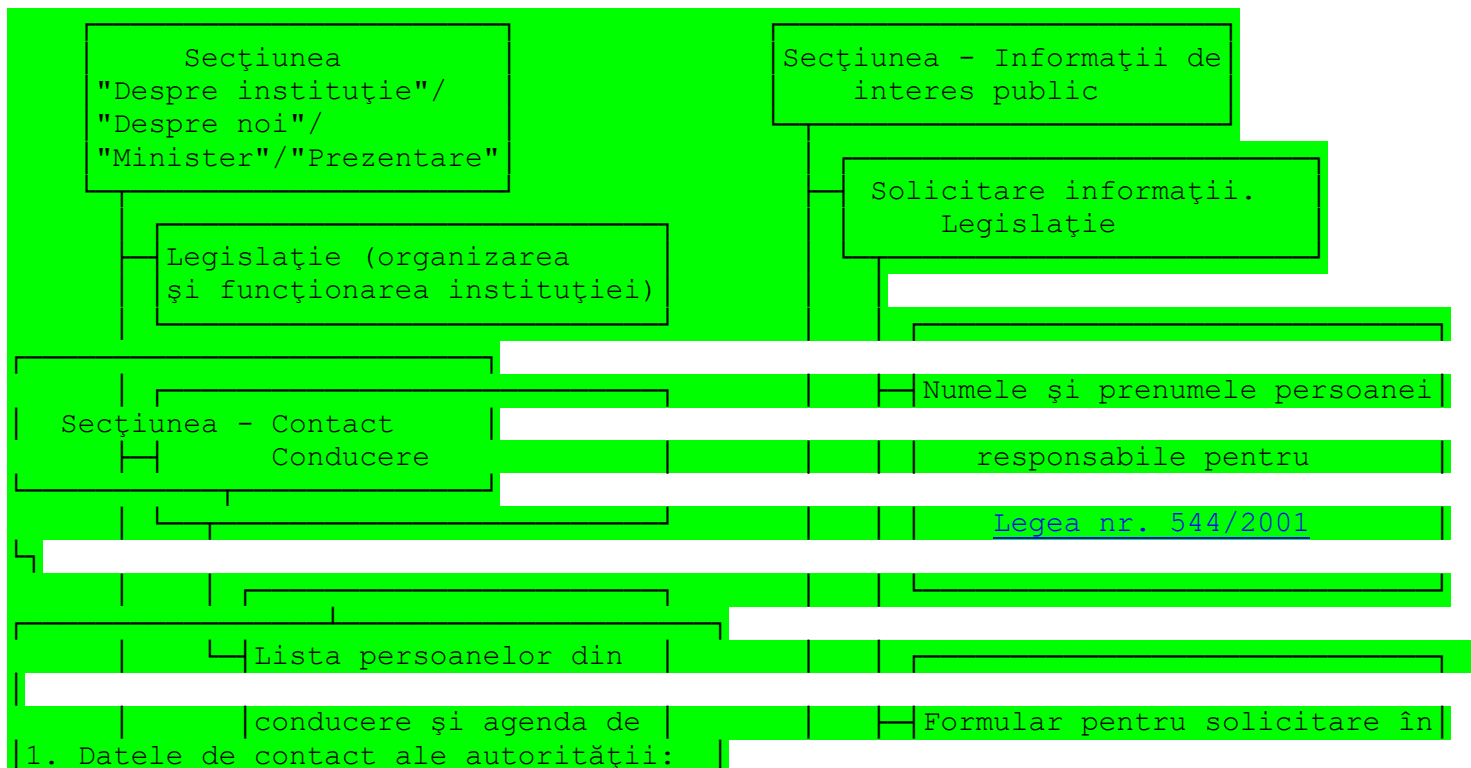 Secţiunea
"Despre instituţie"/
"Despre noi"/
"Minister"/"Prezentare"
Secţiunea - Informaţii de
interes public
Solicitare informaţii.
Legislaţie
Legislaţie (organizarea
şi funcţionarea instituţiei)
Numele şi prenumele persoanei
Secţiunea - Contact
Conducere
responsabile pentru
Legea nr. 544/2001
Lista persoanelor din
conducere şi agenda de
Formular pentru solicitare în
1. Datele de contact ale autorităţii: